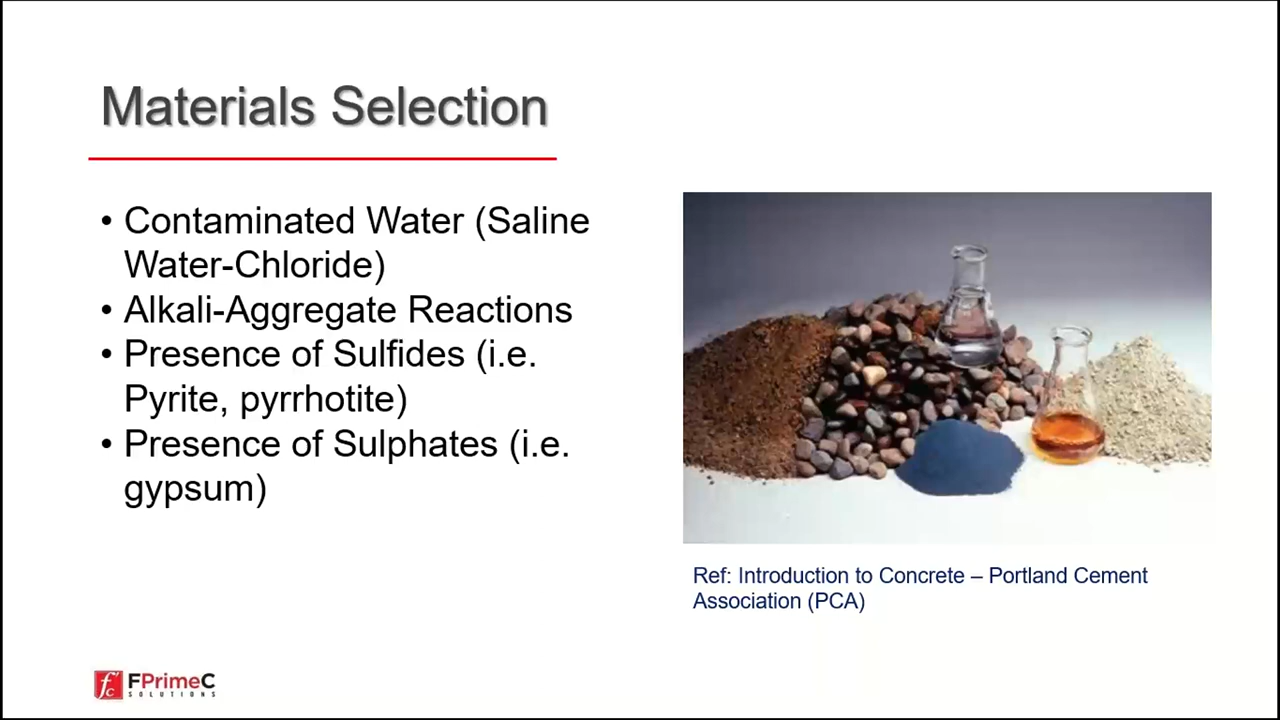 Materials Selection
• Contaminated Water (Saline
Water-Chloride)
• Alkali-Aggregate Reactions
• Presence of Sulfides (i.e.
Pyrite, pyrrhotite)
• Presence of Sulphates (i.e.
gypsum)
Ref: Introduction to Concrete – Portland Cement
Association (PCA)
f'c FPrimeC
SOLUTIONS